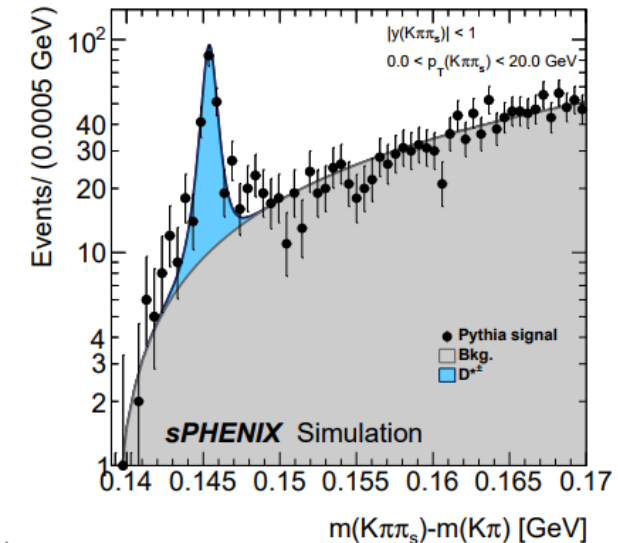 |y(Kππₛ)| < 1
0.0 < p_T(Kππₛ) < 20.0 GeV
Events/ (0.0005 GeV)
10²
40
30
20
10
4
3
2
1
Pythia signal
Bkg.
D*±
sPHENIX Simulation
0.14 0.145 0.15 0.155 0.16 0.165 0.17
m(Kππₛ)-m(Kπ) [GeV]